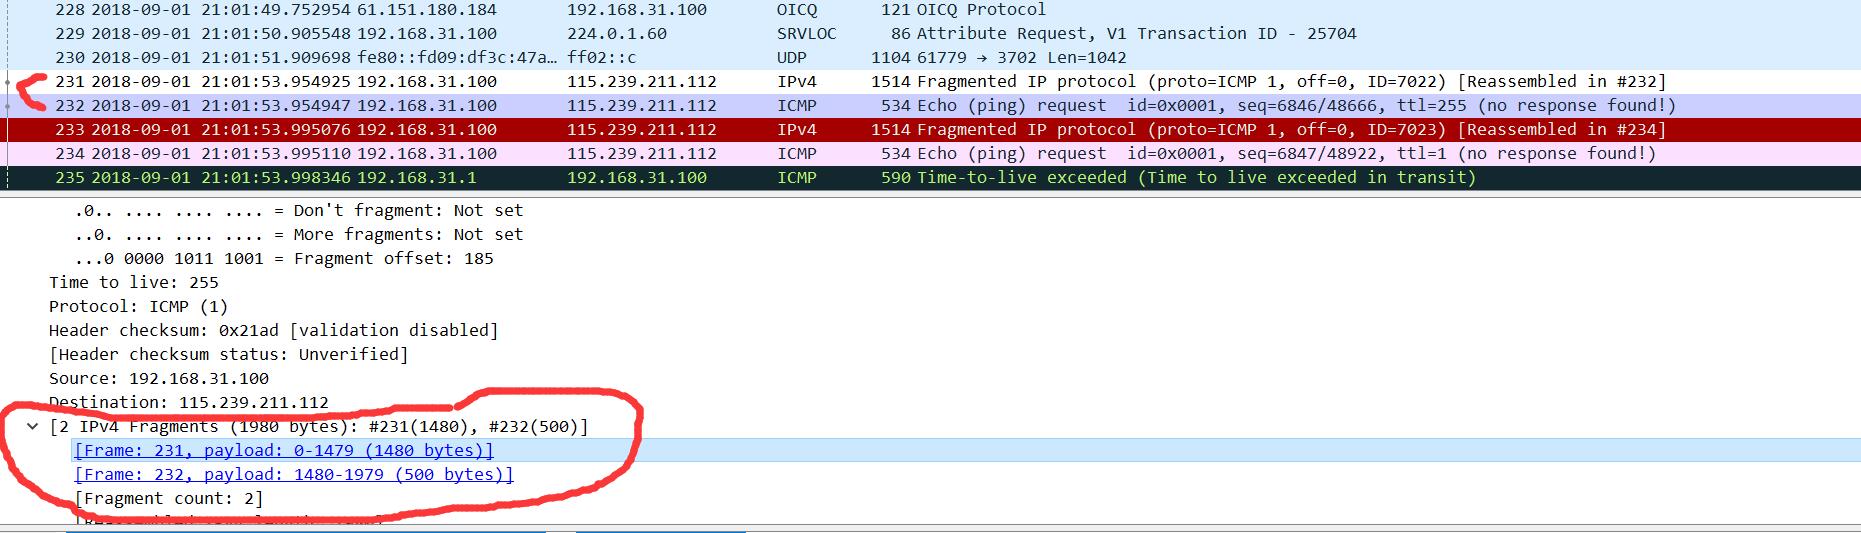 228 2018-09-01 21:01:49.752954 61.151.180.184 192.168.31.100 OICQ 121 OICQ Protocol
229 2018-09-01 21:01:50.905548 192.168.31.100 224.0.1.60 SRVLOC 86 Attribute Request, V1 Transaction ID - 25704
230 2018-09-01 21:01:51.909698 fe80::fd09:df3c:47a… ff02::c UDP 1104 61779 → 3702 Len=1042
231 2018-09-01 21:01:53.954925 192.168.31.100 115.239.211.112 IPv4 1514 Fragmented IP protocol (proto=ICMP 1, off=0, ID=7022) [Reassembled in #232]
232 2018-09-01 21:01:53.954947 192.168.31.100 115.239.211.112 ICMP 534 Echo (ping) request id=0x0001, seq=6846/48666, ttl=255 (no response found!)
233 2018-09-01 21:01:53.995076 192.168.31.100 115.239.211.112 IPv4 1514 Fragmented IP protocol (proto=ICMP 1, off=0, ID=7023) [Reassembled in #234]
234 2018-09-01 21:01:53.995110 192.168.31.100 115.239.211.112 ICMP 534 Echo (ping) request id=0x0001, seq=6847/48922, ttl=1 (no response found!)
235 2018-09-01 21:01:53.998346 192.168.31.1 192.168.31.100 ICMP 590 Time-to-live exceeded (Time to live exceeded in transit)
.0.. .... .... .... = Don't fragment: Not set
..0. .... .... .... = More fragments: Not set
...0 0000 1011 1001 = Fragment offset: 185
Time to live: 255
Protocol: ICMP (1)
Header checksum: 0x21ad [validation disabled]
[Header checksum status: Unverified]
Source: 192.168.31.100
Destination: 115.239.211.112
[2 IPv4 Fragments (1980 bytes): #231(1480), #232(500)]
[Frame: 231, payload: 0-1479 (1480 bytes)]
[Frame: 232, payload: 1480-1979 (500 bytes)]
[Fragment count: 2]